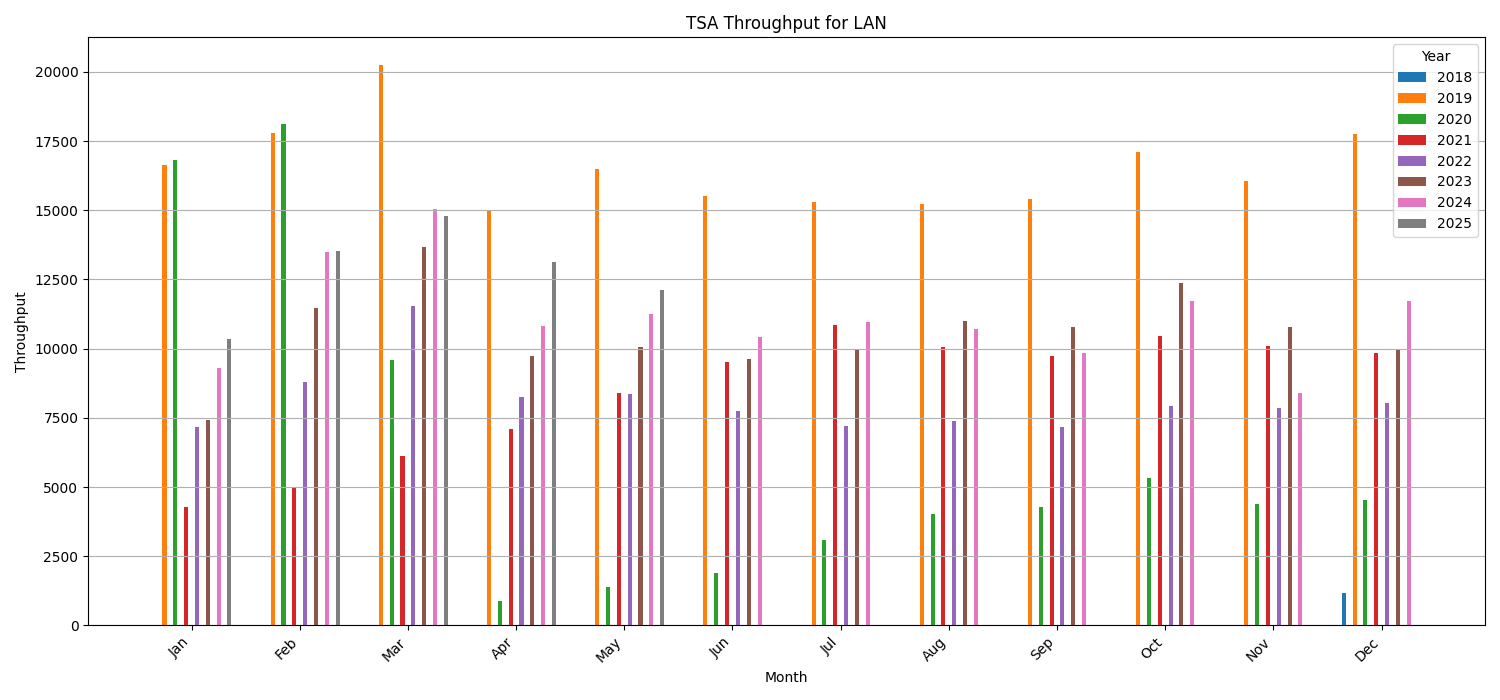 TSA Throughput for LAN
Throughput
20000
17500
15000
12500
10000
7500
5000
2500
0
Year
2018
2019
2020
2021
2022
2023
2024
2025
Jan
Feb
Mar
Apr
May
Jun
Jul
Aug
Sep
Oct
Nov
Dec
Month